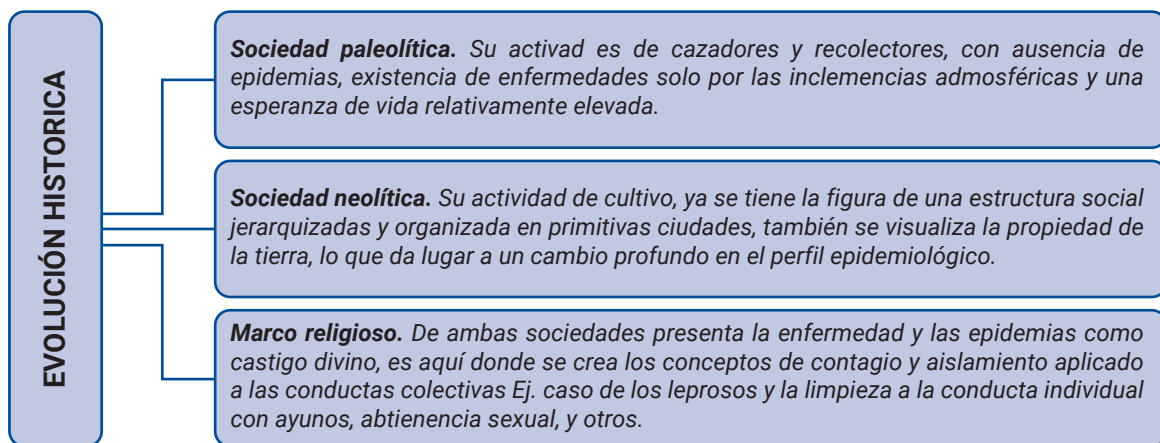 EVOLUCIÓN HISTORICA
Sociedad paleolítica. Su activad es de cazadores y recolectores, con ausencia de
epidemias, existencia de enfermedades solo por las inclemencias admosféricas y una
esperanza de vida relativamente elevada.
Sociedad neolítica. Su actividad de cultivo, ya se tiene la figura de una estructura social
jerarquizadas y organizada en primitivas ciudades, también se visualiza la propiedad de
la tierra, lo que da lugar a un cambio profundo en el perfil epidemiológico.
Marco religioso. De ambas sociedades presenta la enfermedad y las epidemias como
castigo divino, es aquí donde se crea los conceptos de contagio y aislamiento aplicado
a las conductas colectivas Ej. caso de los leprosos y la limpieza a la conducta individual
con ayunos, abtienencia sexual, y otros.